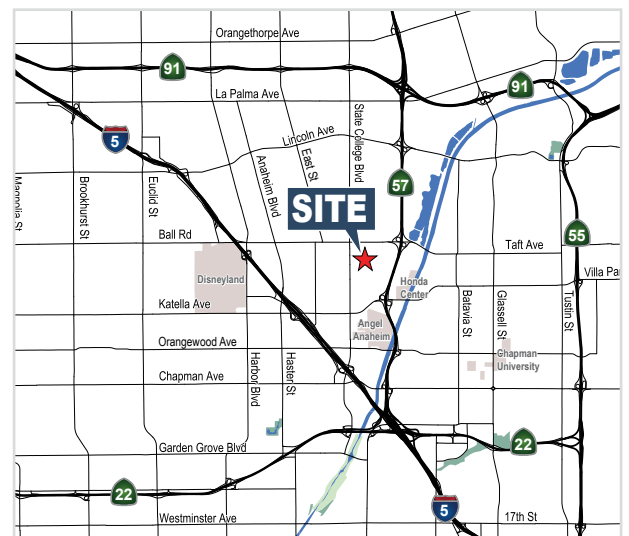 Orangethorpe Ave
91
La Palma Ave
91
State College Blvd
Lincoln Ave
5
East St
Anaheim Blvd
57
Magnolia St
Brookhurst St
Euclid St
SITE
55
Ball Rd
Taft Ave
Villa Pa
Disneyland
Honda
Center
Batavia St
Glassell St
Tustin St
Katella Ave
Angel
Anaheim
Orangewood Ave
Harbor Blvd
Haster St
Chapman
University
Chapman Ave
Garden Grove Blvd
22
22
5
Westminster Ave
17th St